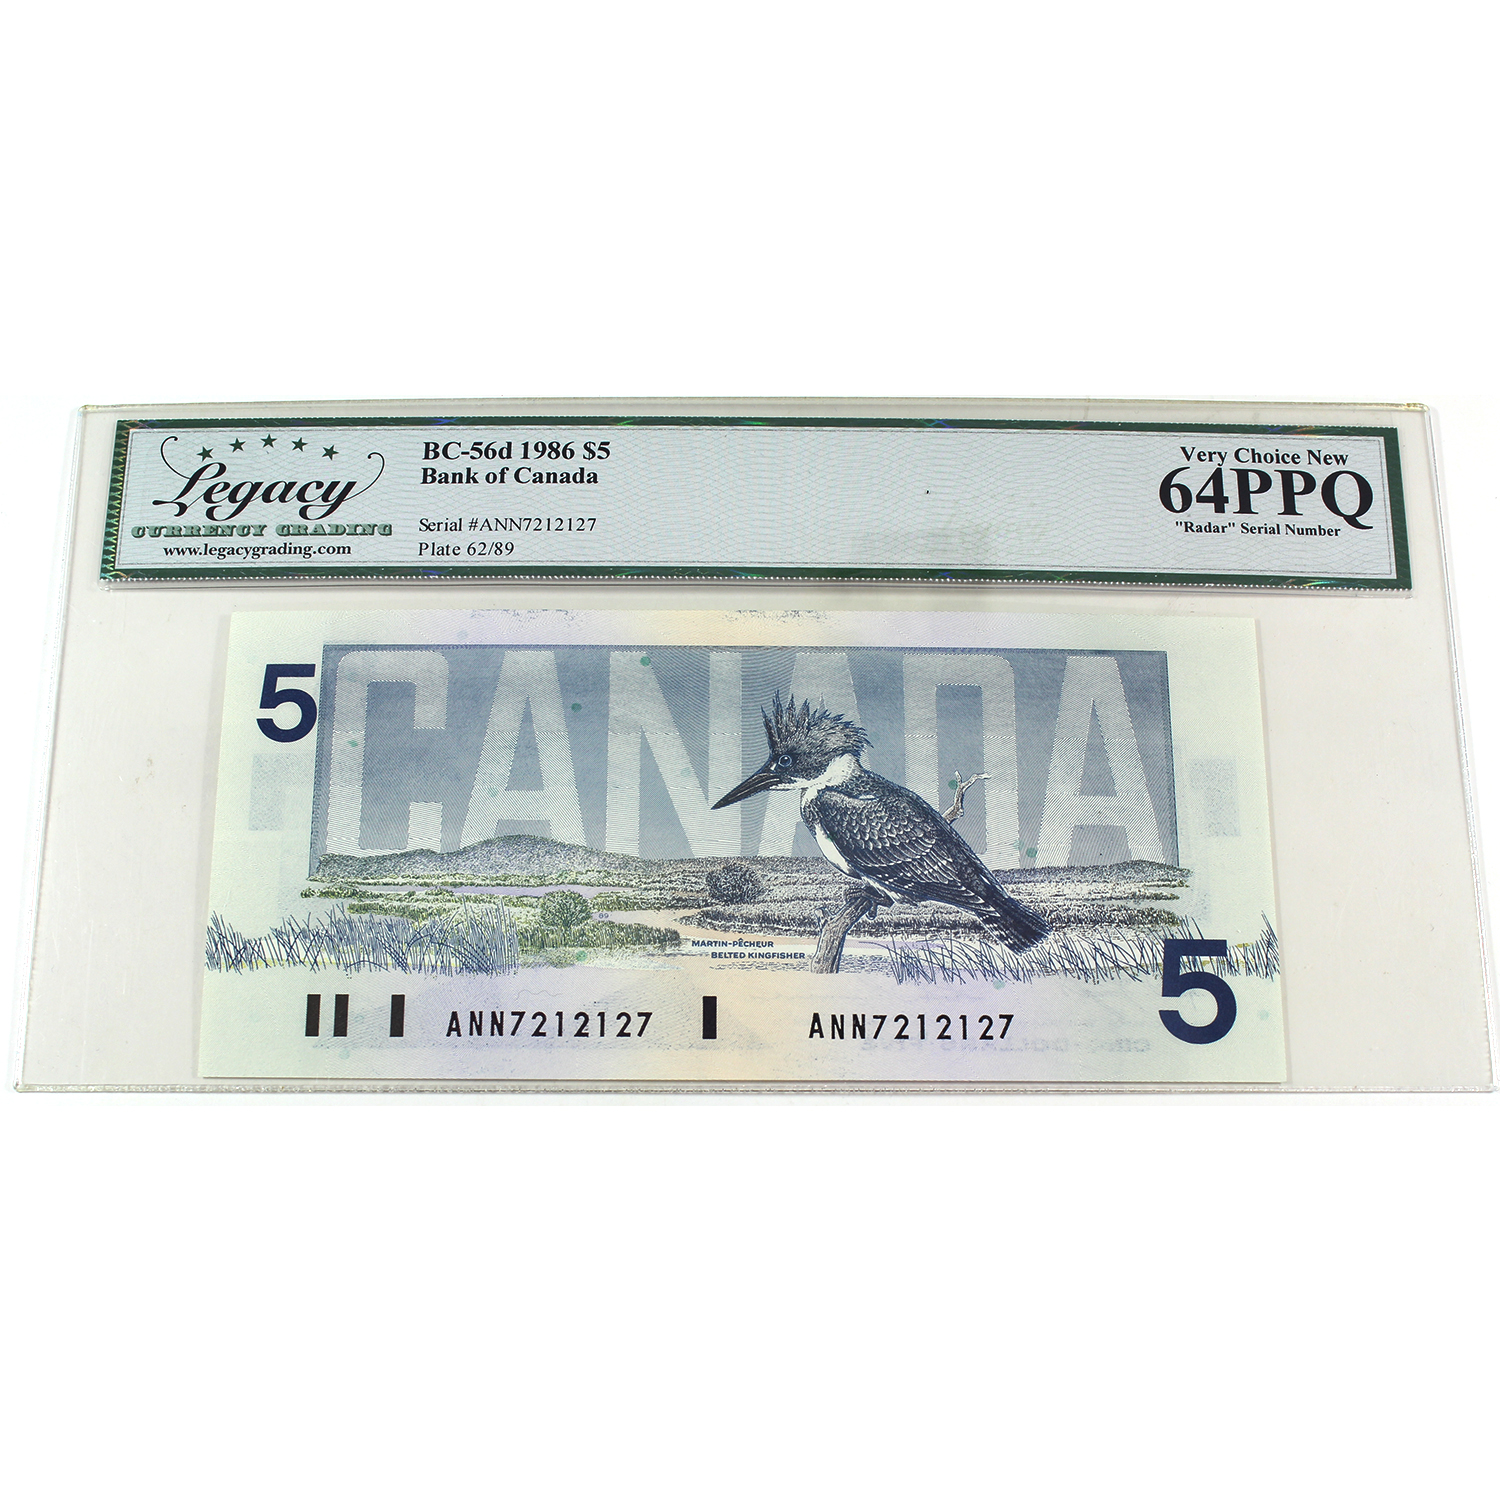 Legacy
CURRENCY GRADING
www.legacygrading.com
BC-56d 1986 $5
Bank of Canada
Serial #ANN7212127
Plate 62/89
Very Choice New
64PPQ
"Radar" Serial Number
5
CANADA
89
MARTIN-PÊCHEUR
BELTED KINGFISHER
5
ANN7212127
ANN7212127